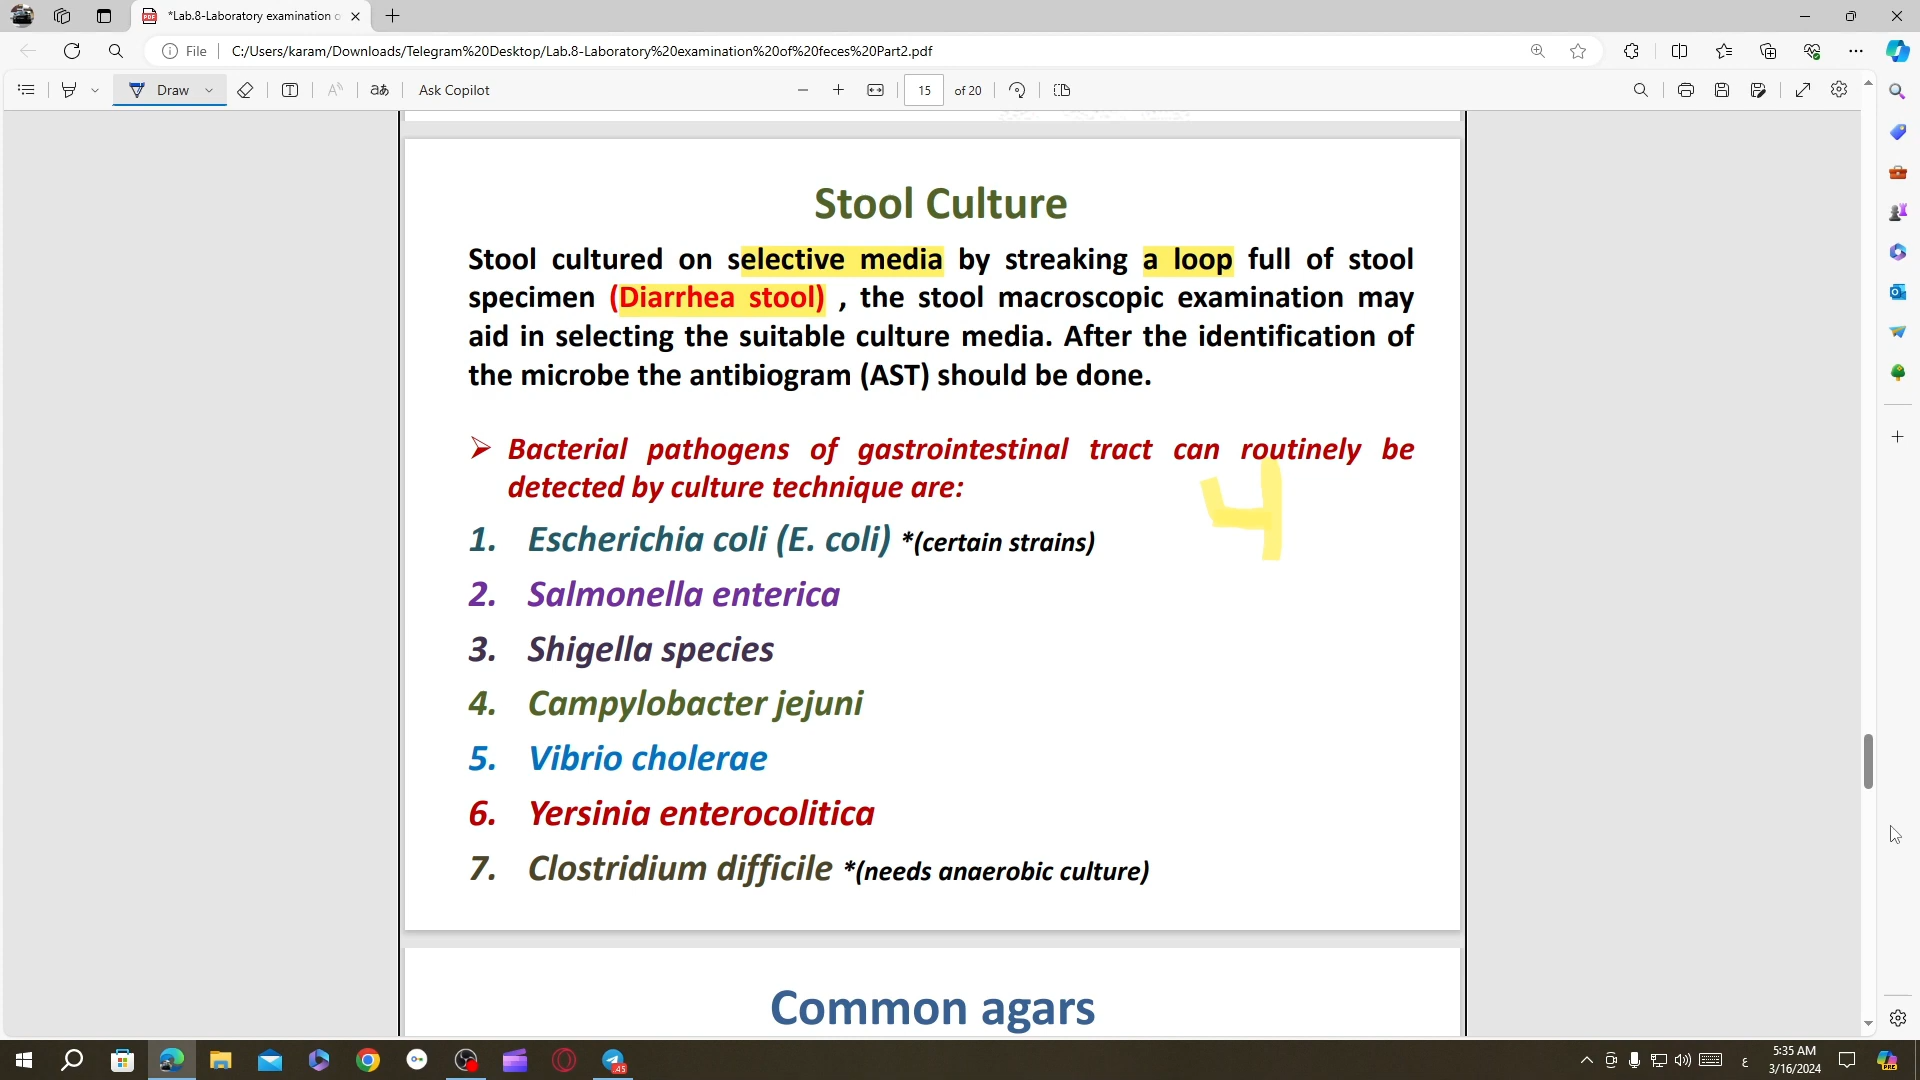 *Lab.8-Laboratory examination o
File
C:/Users/karam/Downloads/Telegram%20Desktop/Lab.8-Laboratory%20examination%20of%20feces%20Part2.pdf
Draw
aあ
Ask Copilot
15 of 20
Stool Culture
Stool cultured on selective media by streaking a loop full of stool
specimen (Diarrhea stool) , the stool macroscopic examination may
aid in selecting the suitable culture media. After the identification of
the microbe the antibiogram (AST) should be done.
➢ Bacterial pathogens of gastrointestinal tract can routinely be
detected by culture technique are:
4
1. Escherichia coli (E. coli) *(certain strains)
2. Salmonella enterica
3. Shigella species
4. Campylobacter jejuni
5. Vibrio cholerae
6. Yersinia enterocolitica
7. Clostridium difficile *(needs anaerobic culture)
Common agars
ع
5:35 AM
3/16/2024